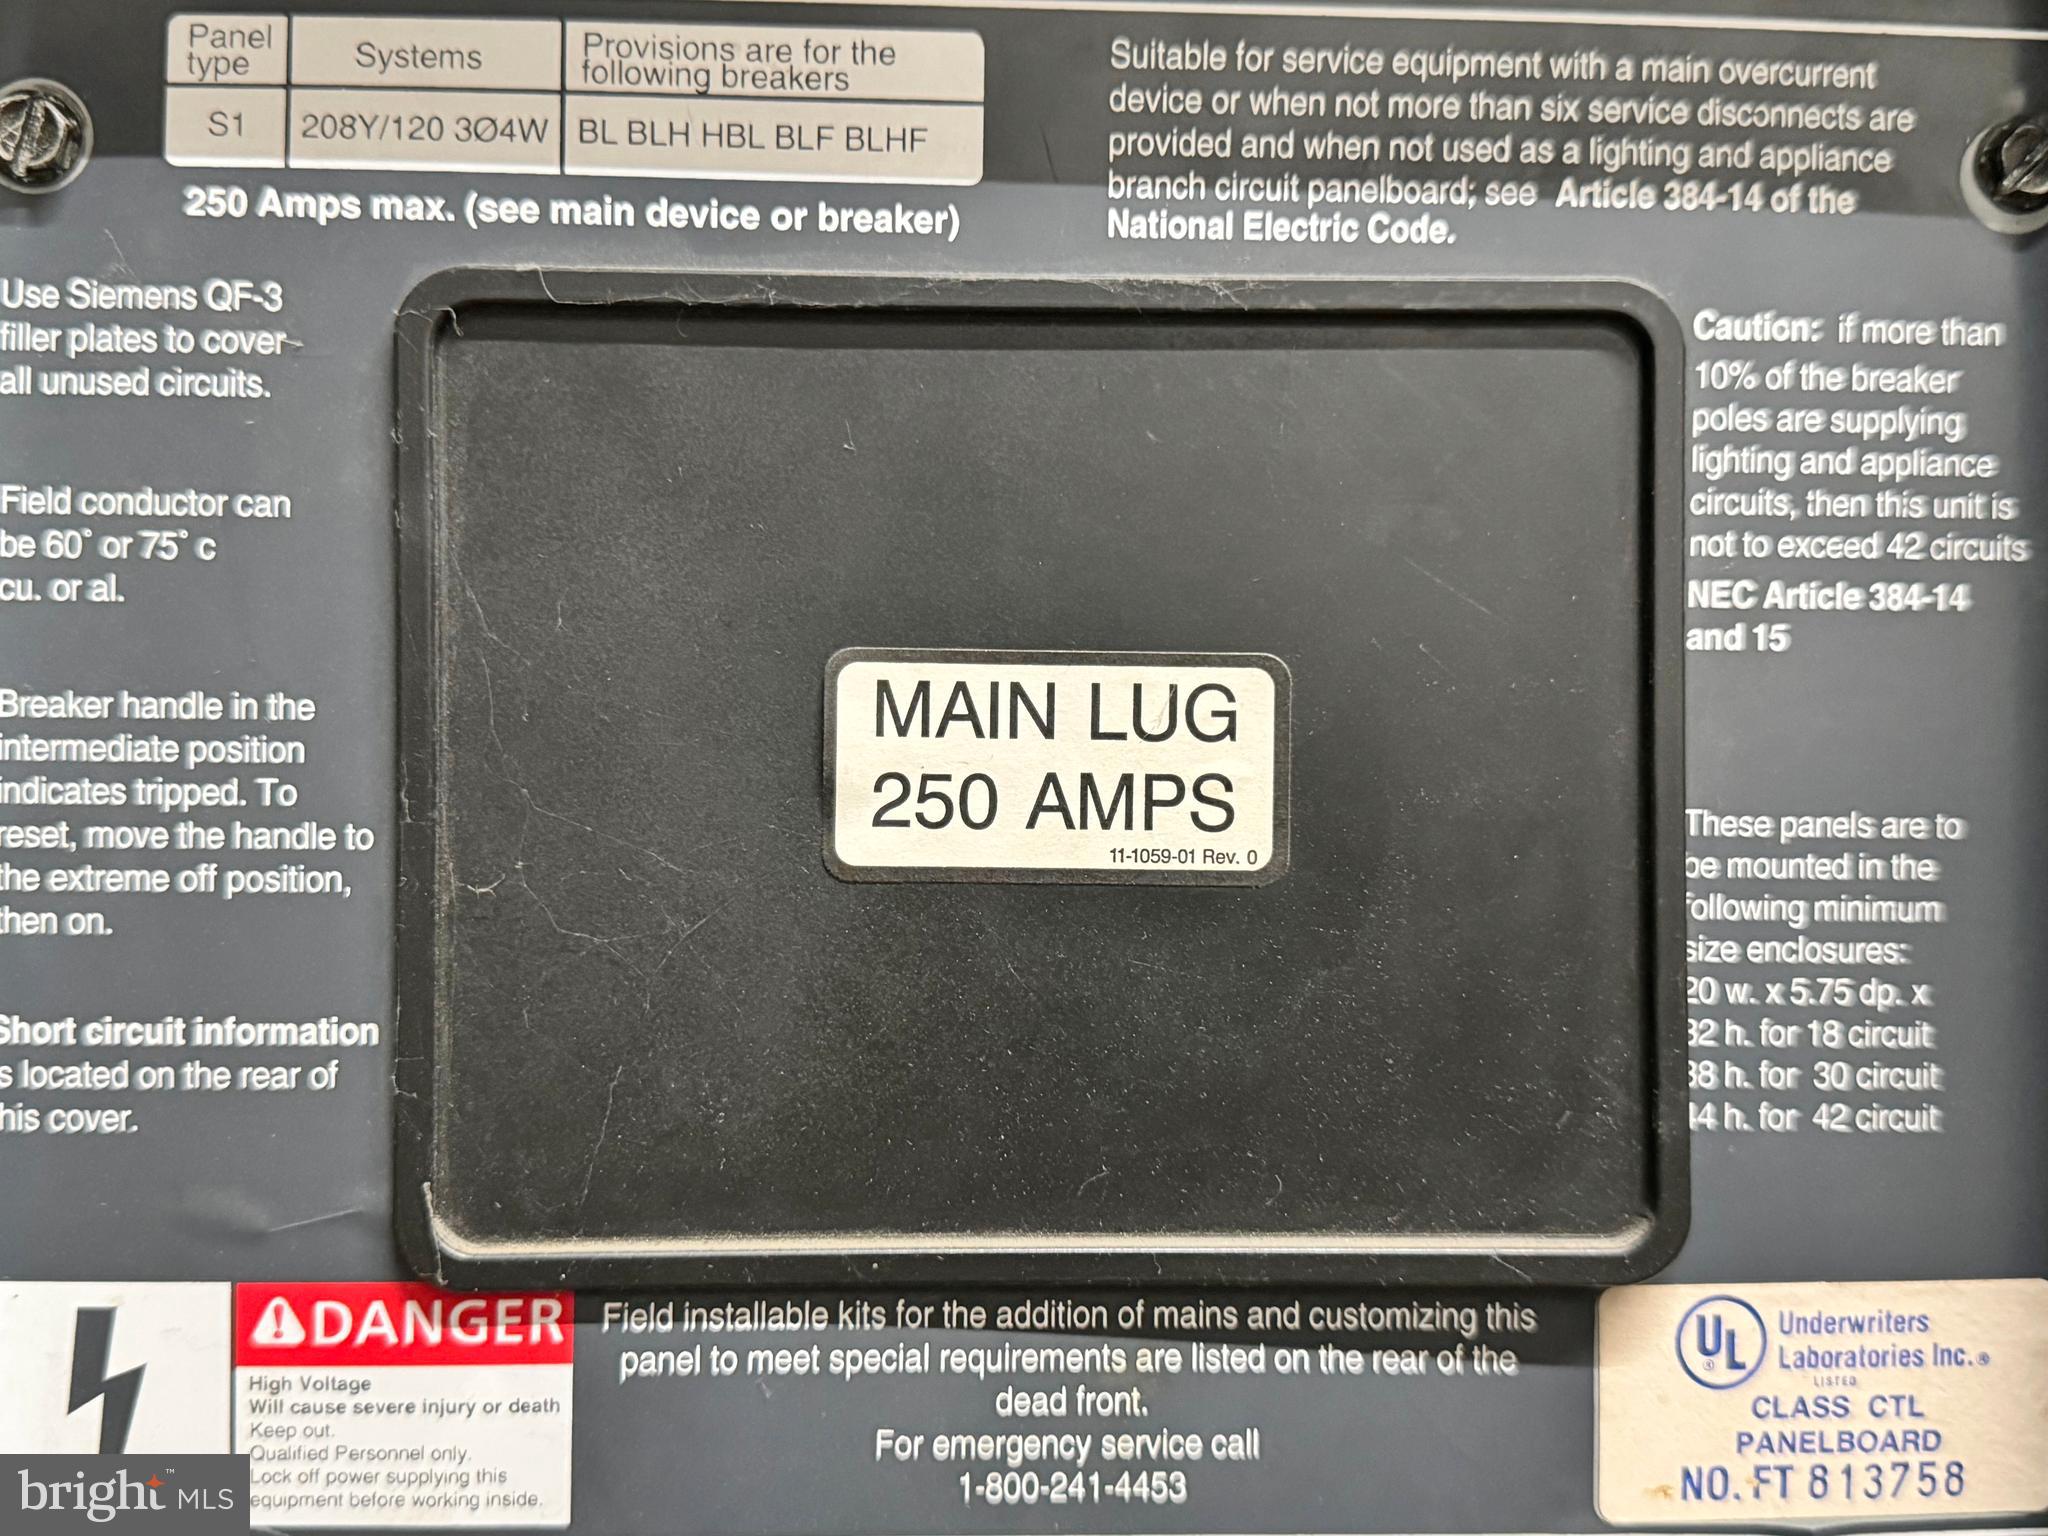 Panel type
Systems
Provisions are for the following breakers
S1
208Y/120 3Ø4W
BL BLH HBL BLF BLHF
250 Amps max. (see main device or breaker)
Suitable for service equipment with a main overcurrent
device or when not more than six service disconnects are
provided and when not used as a lighting and appliance
branch circuit panelboard; see Article 384-14 of the
National Electric Code.
Use Siemens QF-3
filler plates to cover
all unused circuits.
Field conductor can
be 60° or 75° c
cu. or al.
Breaker handle in the
intermediate position
indicates tripped. To
reset, move the handle to
the extreme off position,
then on.
Short circuit information
is located on the rear of
this cover.
MAIN LUG
250 AMPS
11-1059-01 Rev. 0
Caution: if more than
10% of the breaker
poles are supplying
lighting and appliance
circuits, then this unit is
not to exceed 42 circuits
NEC Article 384-14
and 15
These panels are to
be mounted in the
following minimum
size enclosures:
20 w. x 5.75 dp. x
32 h. for 18 circuit
38 h. for 30 circuit
44 h. for 42 circuit
DANGER
High Voltage
Will cause severe injury or death
Keep out.
Qualified Personnel only.
Lock off power supplying this
equipment before working inside.
Field installable kits for the addition of mains and customizing this
panel to meet special requirements are listed on the rear of the
dead front.
For emergency service call
1-800-241-4453
UL
Underwriters
Laboratories Inc.®
LISTED
CLASS CTL
PANELBOARD
NO. FT 813758
bright™ MLS